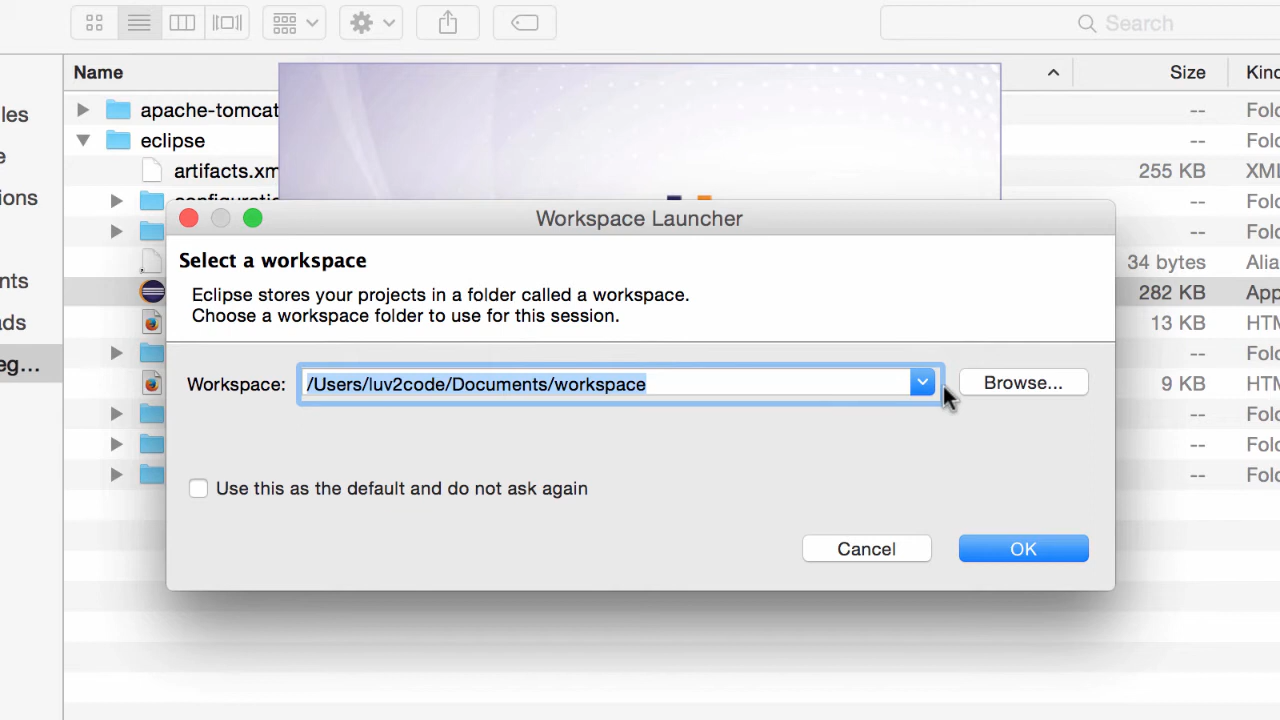 Search
Name
Size
les
apache-tomcat
--
e
eclipse
--
artifacts.xm
255 KB
XML
ions
--
Workspace Launcher
--
Select a workspace
34 bytes
nts
Eclipse stores your projects in a folder called a workspace.
282 KB
Choose a workspace folder to use for this session.
13 KB
ads
--
eg...
Workspace: /Users/luv2code/Documents/workspace
Browse...
9 KB
--
--
--
Use this as the default and do not ask again
Cancel
OK